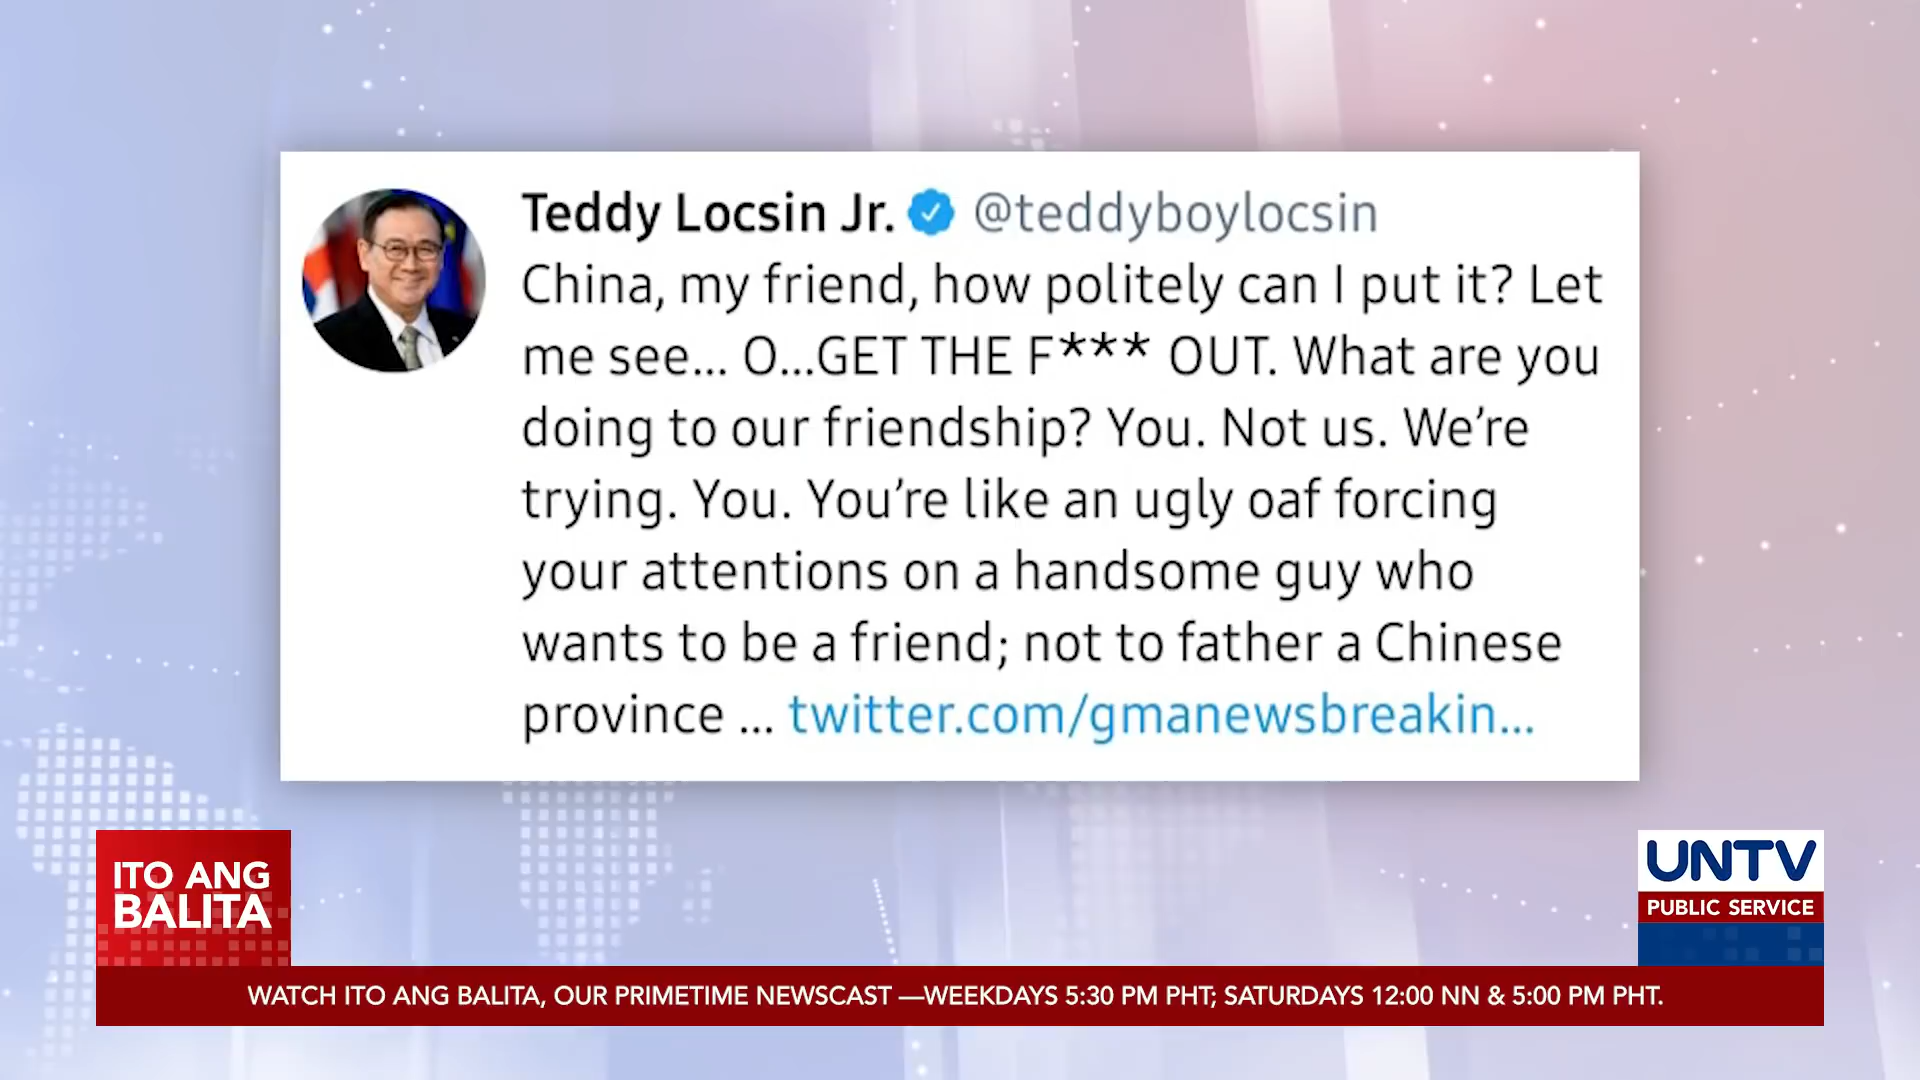 Teddy Locsin Jr. @teddyboylocsin
China, my friend, how politely can I put it? Let
me see... O...GET THE F*** OUT. What are you
doing to our friendship? You. Not us. We’re
trying. You. You’re like an ugly oaf forcing
your attentions on a handsome guy who
wants to be a friend; not to father a Chinese
province ... twitter.com/gmanewsbreakin...
ITO ANG
BALITA
UNTV
PUBLIC SERVICE
WATCH ITO ANG BALITA, OUR PRIMETIME NEWSCAST —WEEKDAYS 5:30 PM PHT; SATURDAYS 12:00 NN & 5:00 PM PHT.